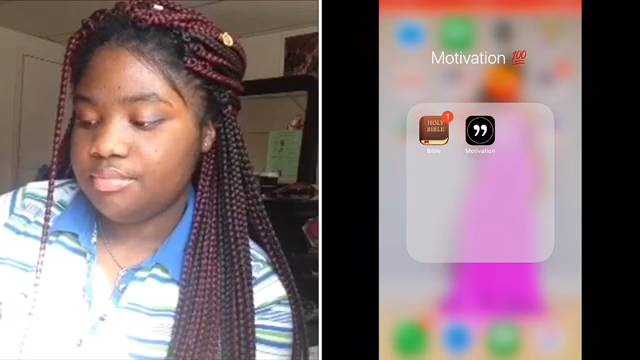 Motivation 💯
HOLY
BIBLE
1
Bible
Motivation